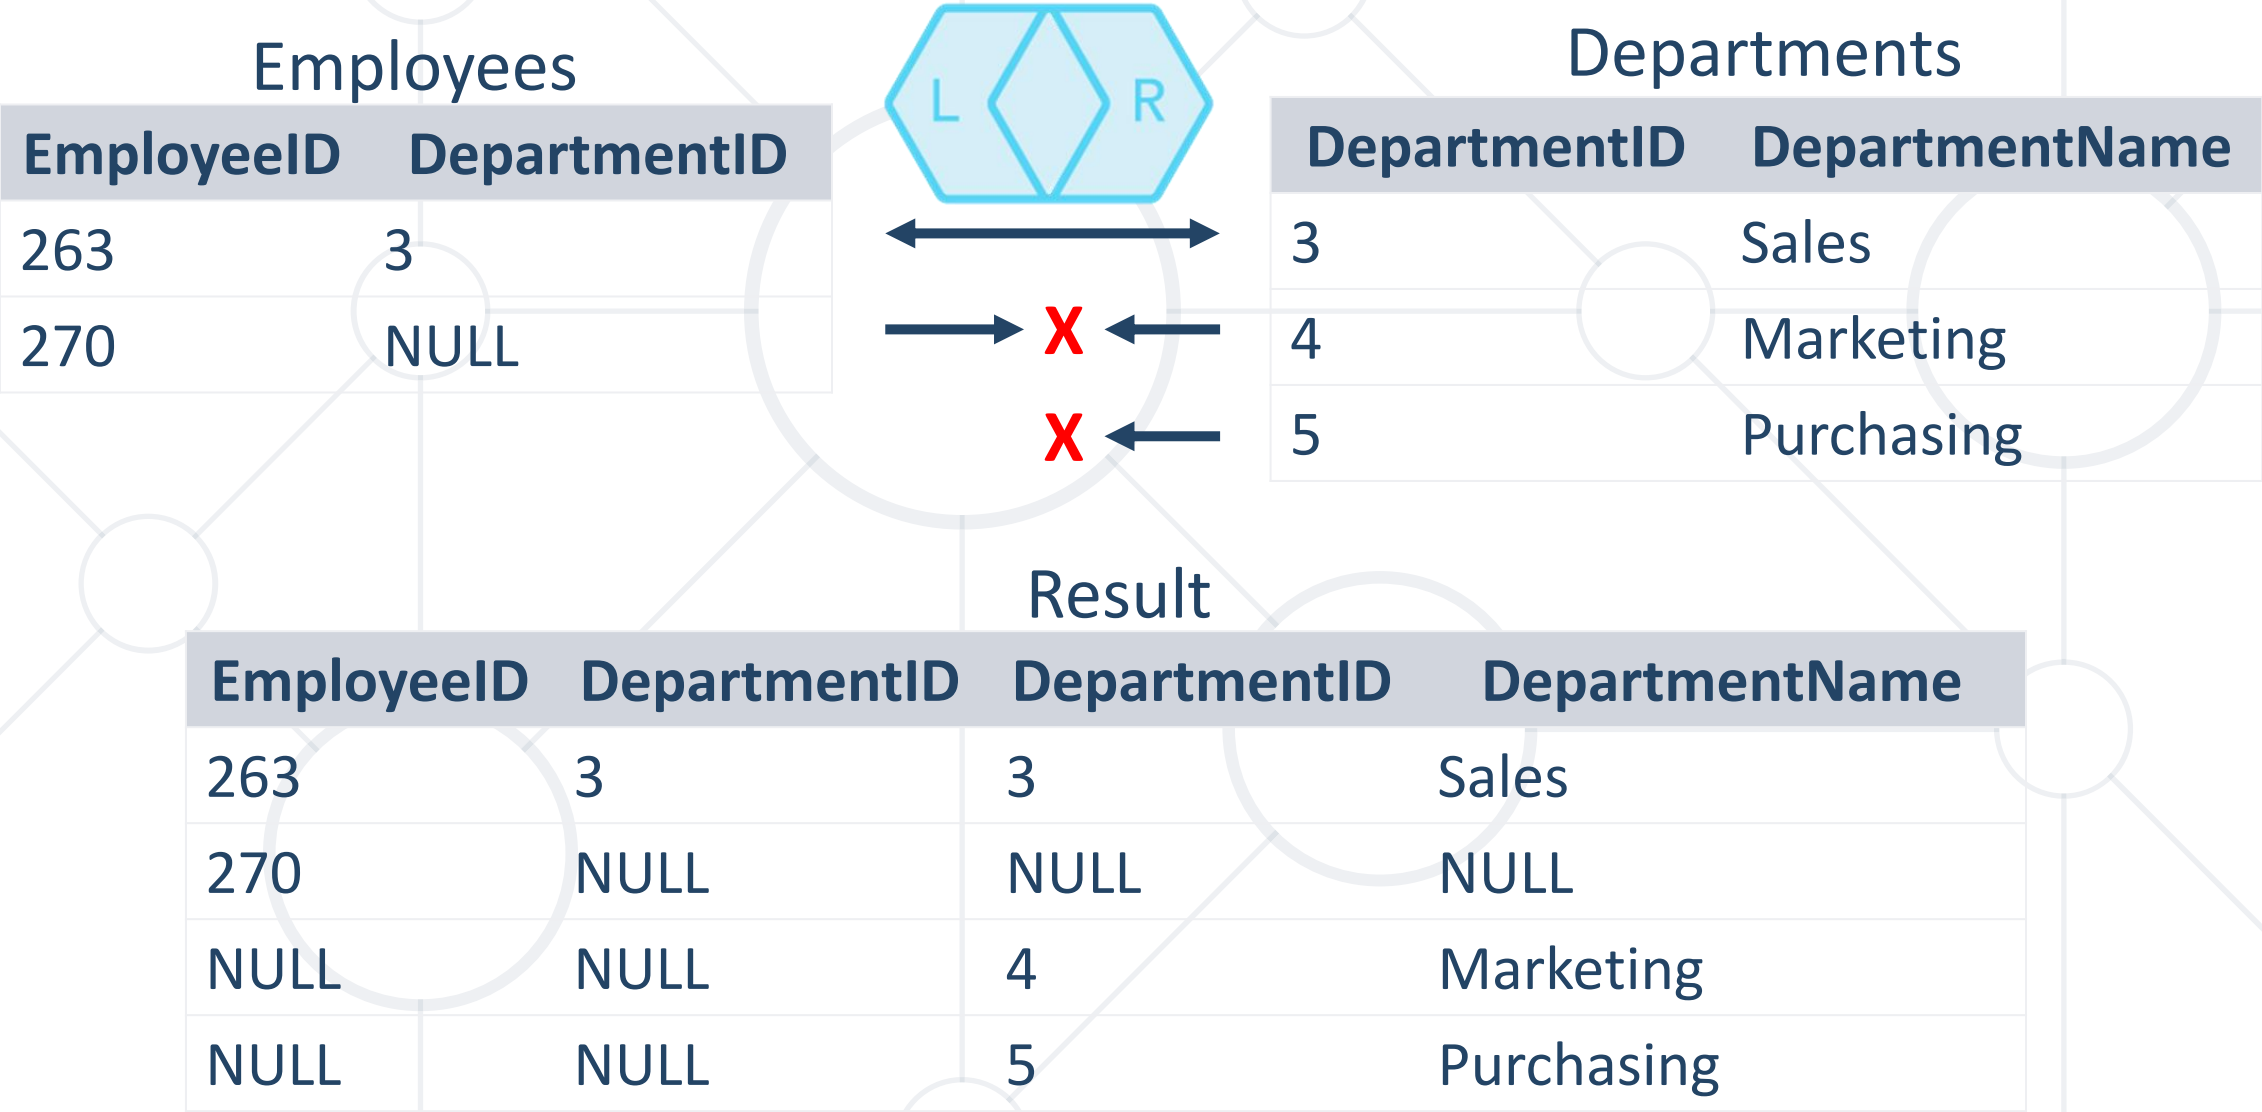 Employees
EmployeeID DepartmentID
263 3
270 NULL
L R
X
X
Departments
DepartmentID DepartmentName
3 Sales
4 Marketing
5 Purchasing
Result
EmployeeID DepartmentID DepartmentID DepartmentName
263 3 3 Sales
270 NULL NULL NULL
NULL NULL 4 Marketing
NULL NULL 5 Purchasing